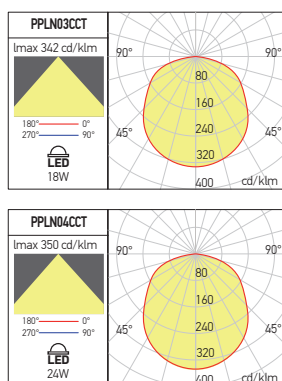 PPLN03CCT
Imax 342 cd/klm
180° 0°
270° 90°
LED
18W
90° 90°
80
160
45° 45°
240
320
400 cd/klm
PPLN04CCT
Imax 350 cd/klm
180° 0°
270° 90°
LED
24W
90° 90°
80
160
45° 45°
240
320
400 cd/klm